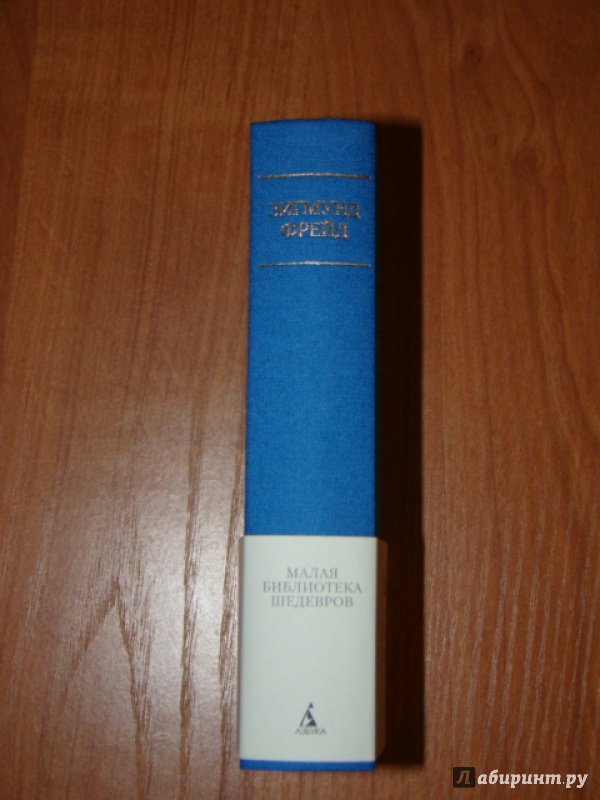 ЗИГМУНД
ФРЕЙД
МАЛАЯ
БИБЛИОТЕКА
ШЕДЕВРОВ
АЗБУКА
Лабиринт.ру